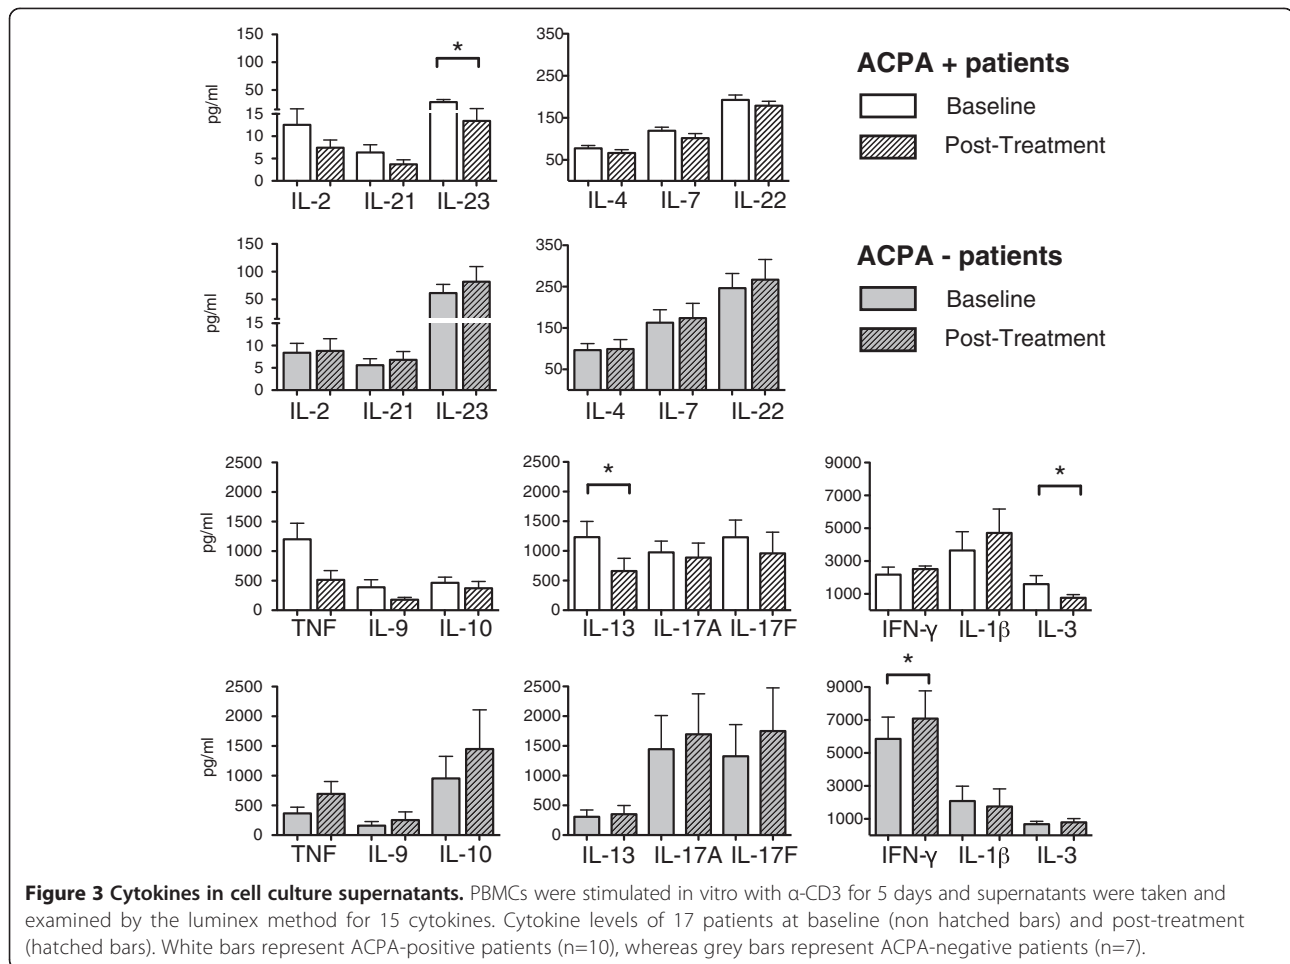 150
100
50
15
10
5
0
pg/ml
*
IL-2 IL-21 IL-23
350
250
150
50
IL-4 IL-7 IL-22
ACPA + patients
Baseline
Post-Treatment
150
100
50
15
10
5
0
pg/ml
IL-2 IL-21 IL-23
350
250
150
50
IL-4 IL-7 IL-22
ACPA - patients
Baseline
Post-Treatment
2500
2000
1500
1000
500
0
pg/ml
TNF IL-9 IL-10
2500
2000
1500
1000
500
0
*
IL-13 IL-17A IL-17F
9000
7000
5000
3000
1000
*
IFN-γ IL-1β IL-3
2500
2000
1500
1000
500
0
pg/ml
TNF IL-9 IL-10
2500
2000
1500
1000
500
0
IL-13 IL-17A IL-17F
9000
7000
5000
3000
1000
*
IFN-γ IL-1β IL-3
Figure 3 Cytokines in cell culture supernatants. PBMCs were stimulated in vitro with α-CD3 for 5 days and supernatants were taken and
examined by the luminex method for 15 cytokines. Cytokine levels of 17 patients at baseline (non hatched bars) and post-treatment
(hatched bars). White bars represent ACPA-positive patients (n=10), whereas grey bars represent ACPA-negative patients (n=7).